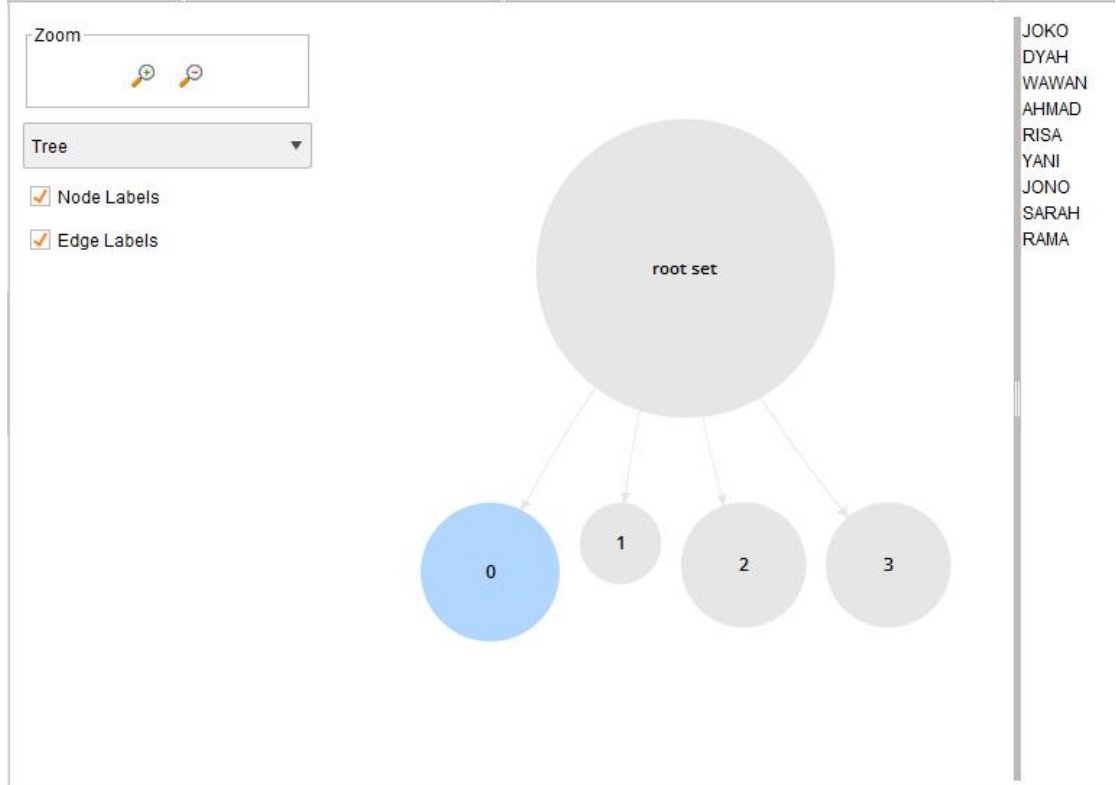 Zoom
Tree
Node Labels
Edge Labels
root set
0
1
2
3
JOKO
DYAH
WAWAN
AHMAD
RISA
YANI
JONO
SARAH
RAMA